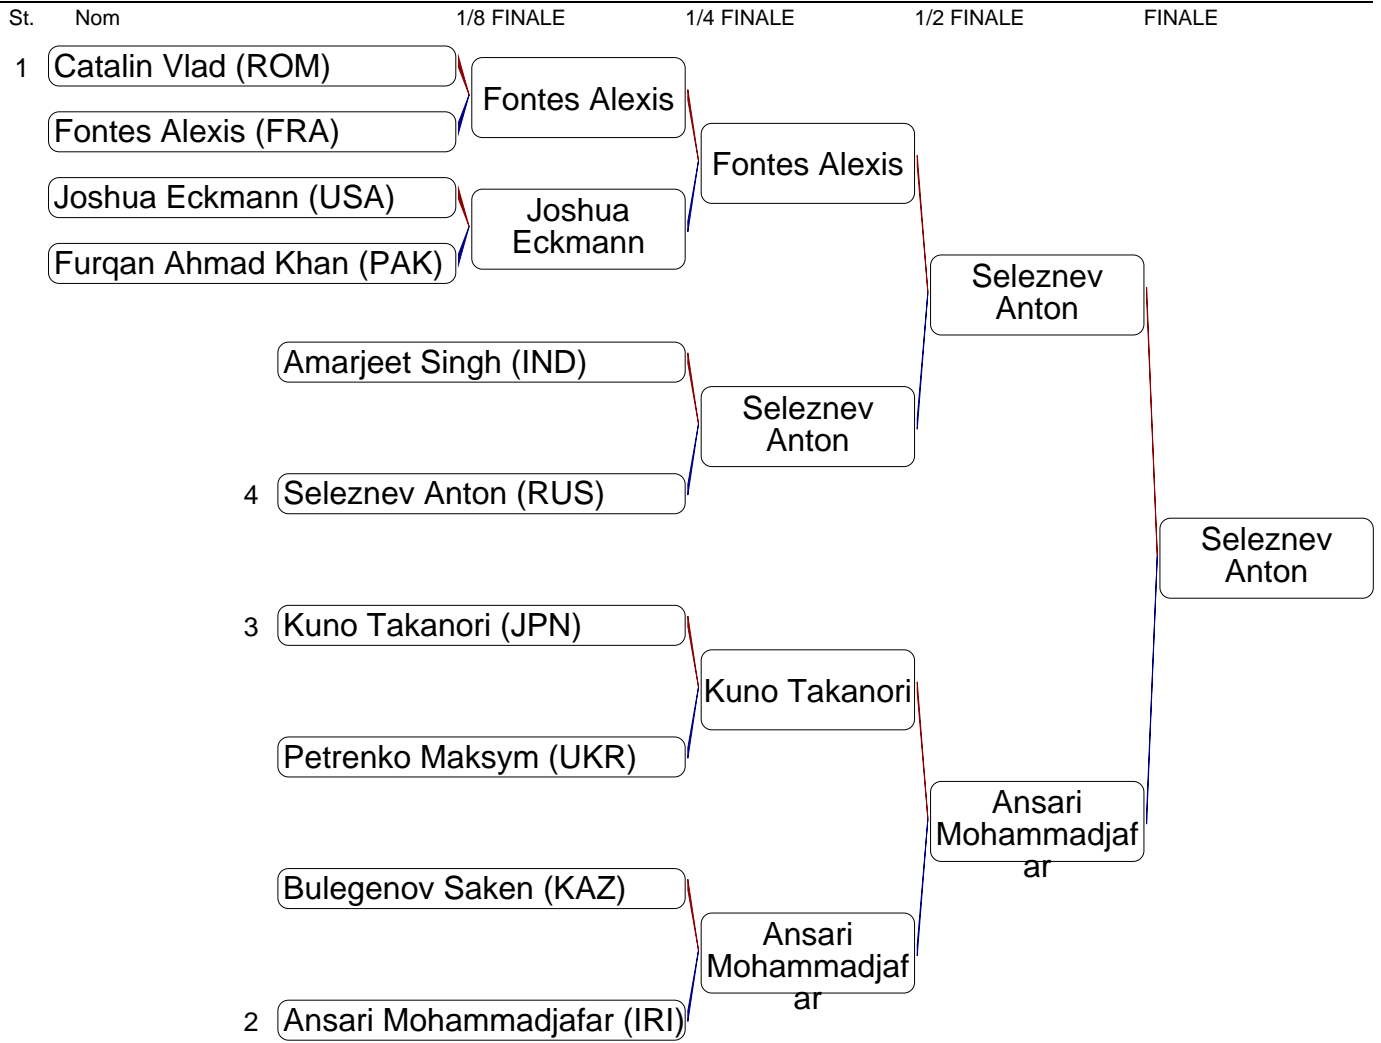 St. Nom 1/8 FINALE 1/4 FINALE 1/2 FINALE FINALE
1 Catalin Vlad (ROM)
Fontes Alexis
Fontes Alexis (FRA)
Fontes Alexis
Joshua Eckmann (USA)
Joshua
Eckmann
Furqan Ahmad Khan (PAK)
Seleznev
Anton
Amarjeet Singh (IND)
Seleznev
Anton
4 Seleznev Anton (RUS)
Seleznev
Anton
3 Kuno Takanori (JPN)
Kuno Takanori
Petrenko Maksym (UKR)
Ansari
Mohammadjaf
ar
Bulegenov Saken (KAZ)
Ansari
Mohammadjaf
ar
2 Ansari Mohammadjafar (IRI)